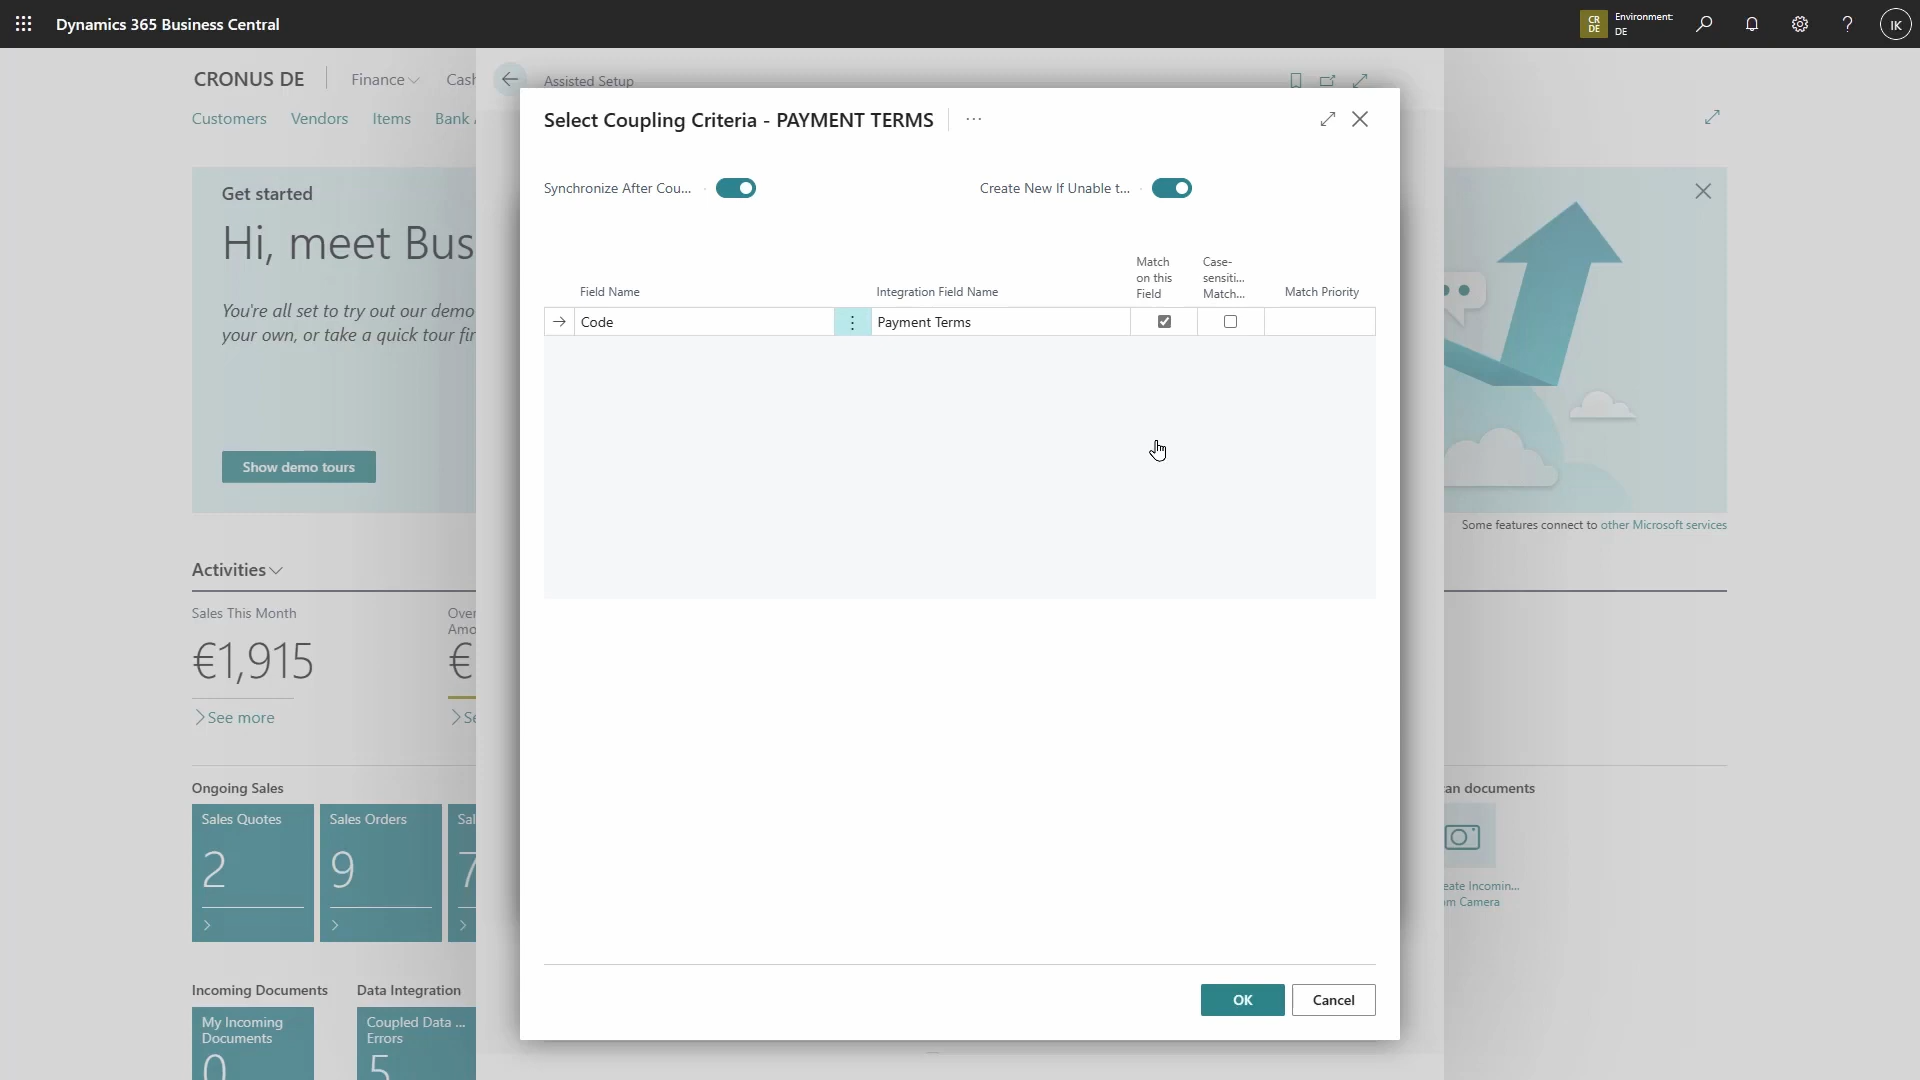 Dynamics 365 Business Central
CR
DE
Environment:
DE
IK
CRONUS DE
Finance
Cash
Assisted Setup
Customers
Vendors
Items
Bank
Select Coupling Criteria - PAYMENT TERMS
Synchronize After Cou...
Create New If Unable t...
Field Name
Integration Field Name
Match
on this
Field
Case-
sensiti...
Match...
Match Priority
Code
Payment Terms
OK
Cancel
Get started
Hi, meet Bus
You're all set to try out our demo
your own, or take a quick tour fir
Show demo tours
Some features connect to other Microsoft services
Activities
Sales This Month
€1,915
See more
Over
Amo
€
Se
Ongoing Sales
Sales Quotes
2
Sales Orders
9
Sal
7
an documents
eate Incomin...
om Camera
Incoming Documents
My Incoming
Documents
0
Data Integration
Coupled Data ...
Errors
5